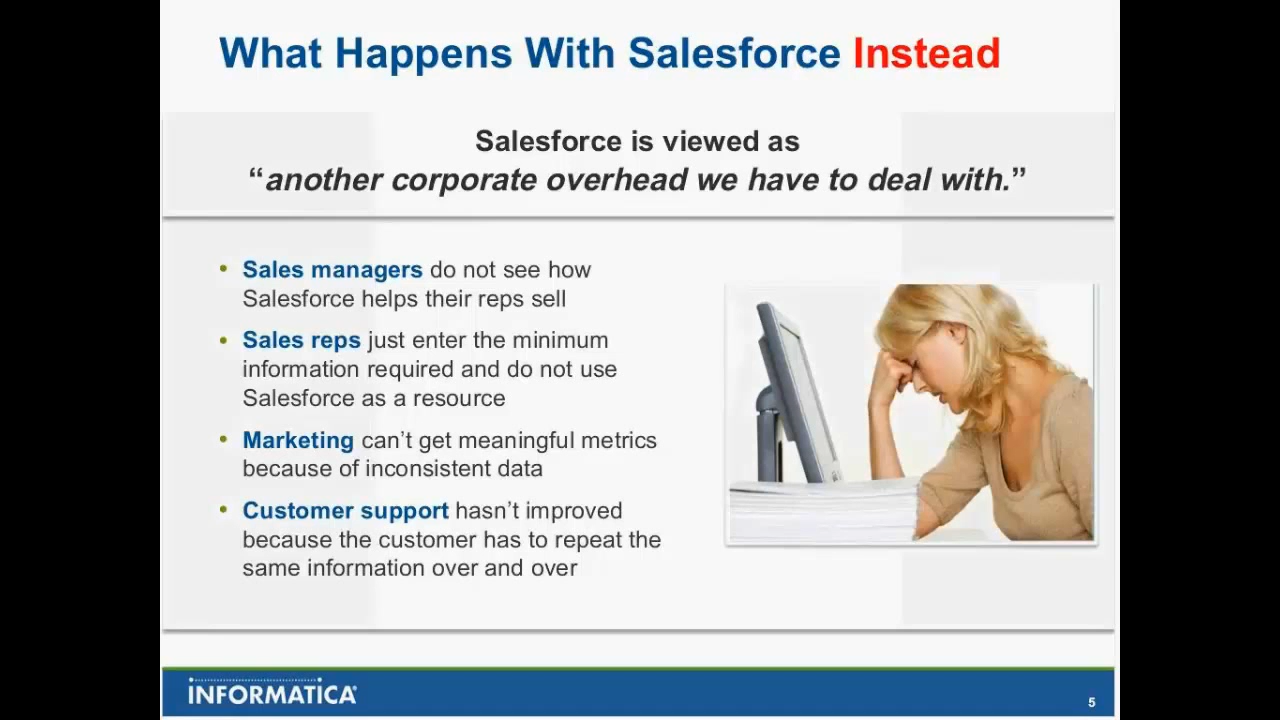 What Happens With Salesforce Instead
Salesforce is viewed as
“another corporate overhead we have to deal with.”
• Sales managers do not see how
Salesforce helps their reps sell
• Sales reps just enter the minimum
information required and do not use
Salesforce as a resource
• Marketing can’t get meaningful metrics
because of inconsistent data
• Customer support hasn’t improved
because the customer has to repeat the
same information over and over
INFORMATICA
5